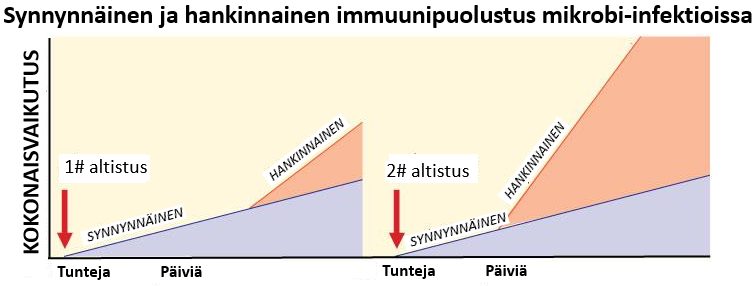 Synnynnäinen ja hankinnainen immuunipuolustus mikrobi-infektioissa
KOKONAISVAIKUTUS
1# altistus
SYNNYNNÄINEN
HANKINNAINEN
2# altistus
SYNNYNNÄINEN
HANKINNAINEN
Tunteja Päiviä Tunteja Päiviä